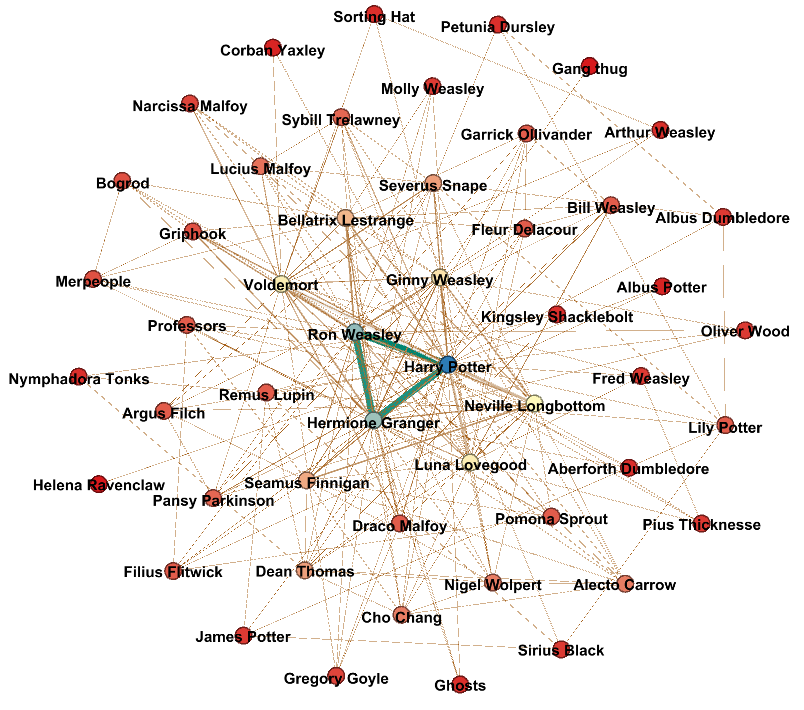 Sorting Hat
Petunia Dursley
Corban Yaxley
Gang thug
Molly Weasley
Narcissa Malfoy
Sybill Trelawney
Garrick Ollivander
Arthur Weasley
Lucius Malfoy
Bogrod
Severus Snape
Bill Weasley
Albus Dumbledore
Bellatrix Lestrange
Fleur Delacour
Griphook
Merpeople
Voldemort
Ginny Weasley
Albus Potter
Kingsley Shacklebolt
Professors
Ron Weasley
Oliver Wood
Harry Potter
Nymphadora Tonks
Fred Weasley
Remus Lupin
Neville Longbottom
Argus Filch
Hermione Granger
Lily Potter
Luna Lovegood
Aberforth Dumbledore
Helena Ravenclaw
Seamus Finnigan
Pansy Parkinson
Draco Malfoy
Pomona Sprout
Pius Thicknesse
Filius Flitwick
Dean Thomas
Nigel Wolpert
Alecto Carrow
Cho Chang
James Potter
Sirius Black
Gregory Goyle
Ghosts